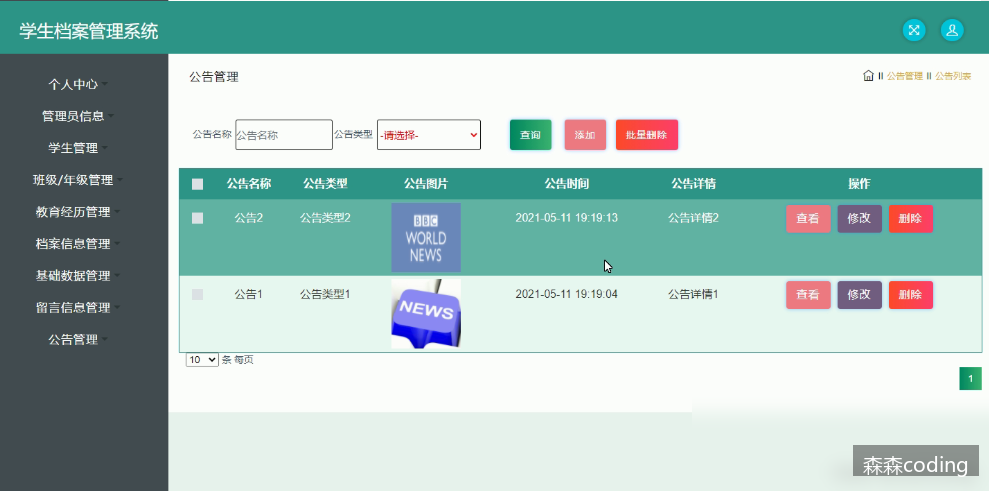 学生档案管理系统
个人中心
管理员信息
学生管理
班级/年级管理
教育经历管理
档案信息管理
基础数据管理
留言信息管理
公告管理
公告管理
II 公告管理 II 公告列表
公告名称 公告名称 公告类型 -请选择- 查询 添加 批量删除
公告名称 公告类型 公告图片 公告时间 公告详情 操作
公告2 公告类型2 BBC WORLD NEWS 2021-05-11 19:19:13 公告详情2 查看 修改 删除
公告1 公告类型1 NEWS 2021-05-11 19:19:04 公告详情1 查看 修改 删除
10 条 每页
1
森森coding